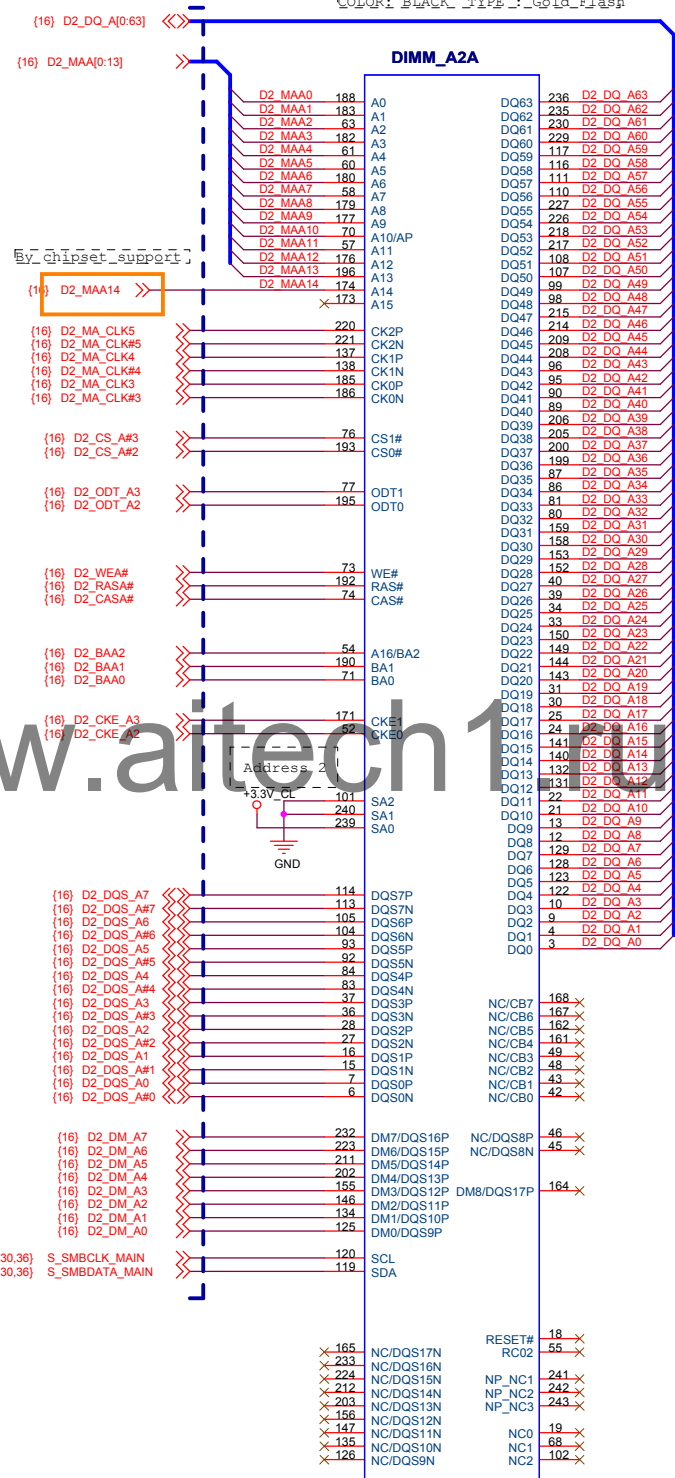 COLOR: BLACK TYPE : Gold Flash
{16} D2_DQ_A[0:63]
{16} D2_MAA[0:13]
DIMM_A2A
D2_MAA0 188 A0
D2_MAA1 183 A1
D2_MAA2 63 A2
D2_MAA3 182 A3
D2_MAA4 61 A4
D2_MAA5 60 A5
D2_MAA6 180 A6
D2_MAA7 58 A7
D2_MAA8 179 A8
D2_MAA9 177 A9
D2_MAA10 70 A10/AP
D2_MAA11 57 A11
D2_MAA12 176 A12
D2_MAA13 196 A13
D2_MAA14 174 A14
173 A15
By chipset support
{16} D2_MAA14
{16} D2_MA_CLK5 220 CK2P
{16} D2_MA_CLK#5 221 CK2N
{16} D2_MA_CLK4 137 CK1P
{16} D2_MA_CLK#4 138 CK1N
{16} D2_MA_CLK3 185 CK0P
{16} D2_MA_CLK#3 186 CK0N
{16} D2_CS_A#3 76 CS1#
{16} D2_CS_A#2 193 CS0#
{16} D2_ODT_A3 77 ODT1
{16} D2_ODT_A2 195 ODT0
{16} D2_WEA# 73 WE#
{16} D2_RASA# 192 RAS#
{16} D2_CASA# 74 CAS#
{16} D2_BAA2 54 A16/BA2
{16} D2_BAA1 190 BA1
{16} D2_BAA0 71 BA0
{16} D2_CKE_A3 171 CKE1
{16} D2_CKE_A2 52 CKE0
w.aitech1.ru
Address 2
+3.3V_CL
101 SA2
240 SA1
239 SA0
GND
{16} D2_DQS_A7 114 DQS7P
{16} D2_DQS_A#7 113 DQS7N
{16} D2_DQS_A6 105 DQS6P
{16} D2_DQS_A#6 104 DQS6N
{16} D2_DQS_A5 93 DQS5P
{16} D2_DQS_A#5 92 DQS5N
{16} D2_DQS_A4 84 DQS4P
{16} D2_DQS_A#4 83 DQS4N
{16} D2_DQS_A3 37 DQS3P
{16} D2_DQS_A#3 36 DQS3N
{16} D2_DQS_A2 28 DQS2P
{16} D2_DQS_A#2 27 DQS2N
{16} D2_DQS_A1 16 DQS1P
{16} D2_DQS_A#1 15 DQS1N
{16} D2_DQS_A0 7 DQS0P
{16} D2_DQS_A#0 6 DQS0N
{16} D2_DM_A7 232 DM7/DQS16P
{16} D2_DM_A6 223 DM6/DQS15P
{16} D2_DM_A5 211 DM5/DQS14P
{16} D2_DM_A4 202 DM4/DQS13P
{16} D2_DM_A3 155 DM3/DQS12P
{16} D2_DM_A2 146 DM2/DQS11P
{16} D2_DM_A1 134 DM1/DQS10P
{16} D2_DM_A0 125 DM0/DQS9P
30,36} S_SMBCLK_MAIN 120 SCL
30,36} S_SMBDATA_MAIN 119 SDA
165 NC/DQS17N
233 NC/DQS16N
224 NC/DQS15N
212 NC/DQS14N
203 NC/DQS13N
156 NC/DQS12N
147 NC/DQS11N
135 NC/DQS10N
126 NC/DQS9N
DQ63 236 D2_DQ_A63
DQ62 235 D2_DQ_A62
DQ61 230 D2_DQ_A61
DQ60 229 D2_DQ_A60
DQ59 117 D2_DQ_A59
DQ58 116 D2_DQ_A58
DQ57 111 D2_DQ_A57
DQ56 110 D2_DQ_A56
DQ55 227 D2_DQ_A55
DQ54 226 D2_DQ_A54
DQ53 218 D2_DQ_A53
DQ52 217 D2_DQ_A52
DQ51 108 D2_DQ_A51
DQ50 107 D2_DQ_A50
DQ49 99 D2_DQ_A49
DQ48 98 D2_DQ_A48
DQ47 215 D2_DQ_A47
DQ46 214 D2_DQ_A46
DQ45 209 D2_DQ_A45
DQ44 208 D2_DQ_A44
DQ43 96 D2_DQ_A43
DQ42 95 D2_DQ_A42
DQ41 90 D2_DQ_A41
DQ40 89 D2_DQ_A40
DQ39 206 D2_DQ_A39
DQ38 205 D2_DQ_A38
DQ37 200 D2_DQ_A37
DQ36 199 D2_DQ_A36
DQ35 87 D2_DQ_A35
DQ34 86 D2_DQ_A34
DQ33 81 D2_DQ_A33
DQ32 80 D2_DQ_A32
DQ31 159 D2_DQ_A31
DQ30 158 D2_DQ_A30
DQ29 153 D2_DQ_A29
DQ28 152 D2_DQ_A28
DQ27 40 D2_DQ_A27
DQ26 39 D2_DQ_A26
DQ25 34 D2_DQ_A25
DQ24 33 D2_DQ_A24
DQ23 150 D2_DQ_A23
DQ22 149 D2_DQ_A22
DQ21 144 D2_DQ_A21
DQ20 143 D2_DQ_A20
DQ19 31 D2_DQ_A19
DQ18 30 D2_DQ_A18
DQ17 25 D2_DQ_A17
DQ16 24 D2_DQ_A16
DQ15 141 D2_DQ_A15
DQ14 140 D2_DQ_A14
DQ13 132 D2_DQ_A13
DQ12 131 D2_DQ_A12
DQ11 22 D2_DQ_A11
DQ10 21 D2_DQ_A10
DQ9 13 D2_DQ_A9
DQ8 12 D2_DQ_A8
DQ7 129 D2_DQ_A7
DQ6 128 D2_DQ_A6
DQ5 123 D2_DQ_A5
DQ4 122 D2_DQ_A4
DQ3 10 D2_DQ_A3
DQ2 9 D2_DQ_A2
DQ1 4 D2_DQ_A1
DQ0 3 D2_DQ_A0
NC/CB7 168
NC/CB6 167
NC/CB5 162
NC/CB4 161
NC/CB3 49
NC/CB2 48
NC/CB1 43
NC/CB0 42
NC/DQS8P 46
NC/DQS8N 45
DM8/DQS17P 164
RESET# 18
RC02 55
NP_NC1 241
NP_NC2 242
NP_NC3 243
NC0 19
NC1 68
NC2 102